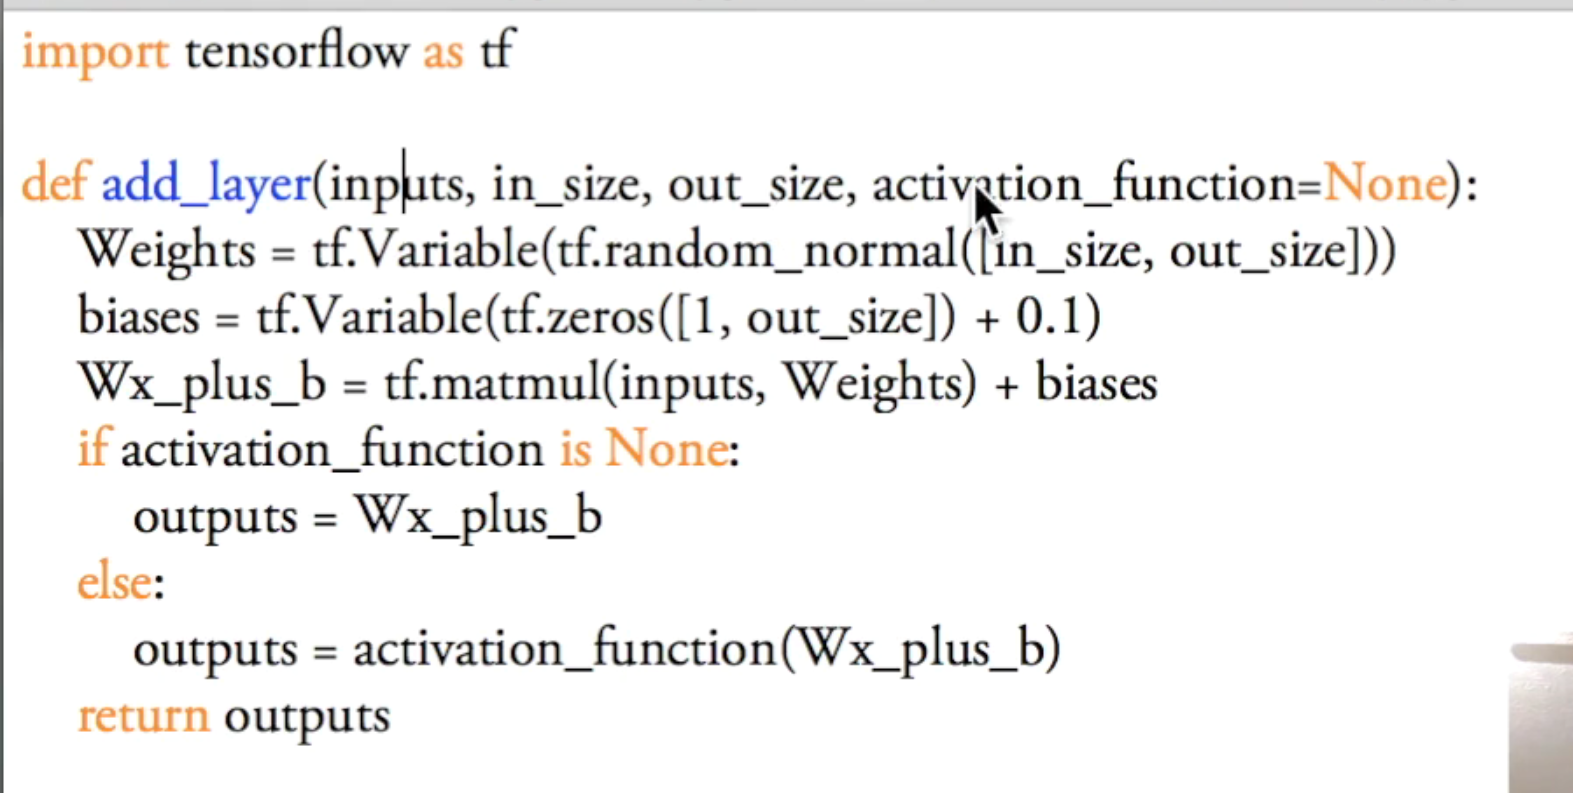 import tensorflow as tf
def add_layer(inputs, in_size, out_size, activation_function=None):
Weights = tf.Variable(tf.random_normal([in_size, out_size]))
biases = tf.Variable(tf.zeros([1, out_size]) + 0.1)
Wx_plus_b = tf.matmul(inputs, Weights) + biases
if activation_function is None:
outputs = Wx_plus_b
else:
outputs = activation_function(Wx_plus_b)
return outputs